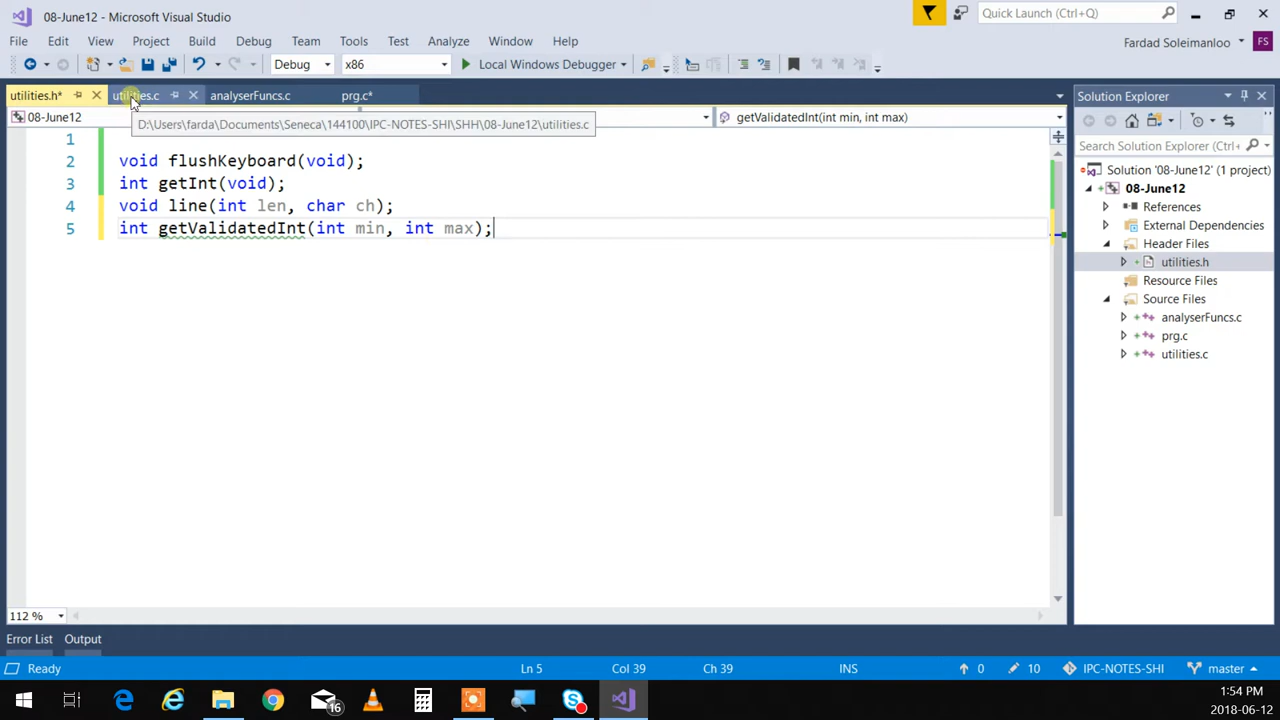 08-June12 - Microsoft Visual Studio
Quick Launch (Ctrl+Q)
File Edit View Project Build Debug Team Tools Test Analyze Window Help
Fardad Soleimanloo FS
Debug x86 Local Windows Debugger
utilities.h* utilities.c analyserFuncs.c prg.c*
08-June12 getValidatedInt(int min, int max)
D:\Users\farda\Documents\Seneca\144100\IPC-NOTES-SHI\SHH\08-June12\utilities.c
1
2 void flushKeyboard(void);
3 int getInt(void);
4 void line(int len, char ch);
5 int getValidatedInt(int min, int max);
Solution Explorer
Search Solution Explorer (Ctrl+
Solution '08-June12' (1 project)
08-June12
References
External Dependencies
Header Files
utilities.h
Resource Files
Source Files
analyserFuncs.c
prg.c
utilities.c
112 %
Error List Output
Ready Ln 5 Col 39 Ch 39 INS 0 10 IPC-NOTES-SHI master
16
1:54 PM
2018-06-12